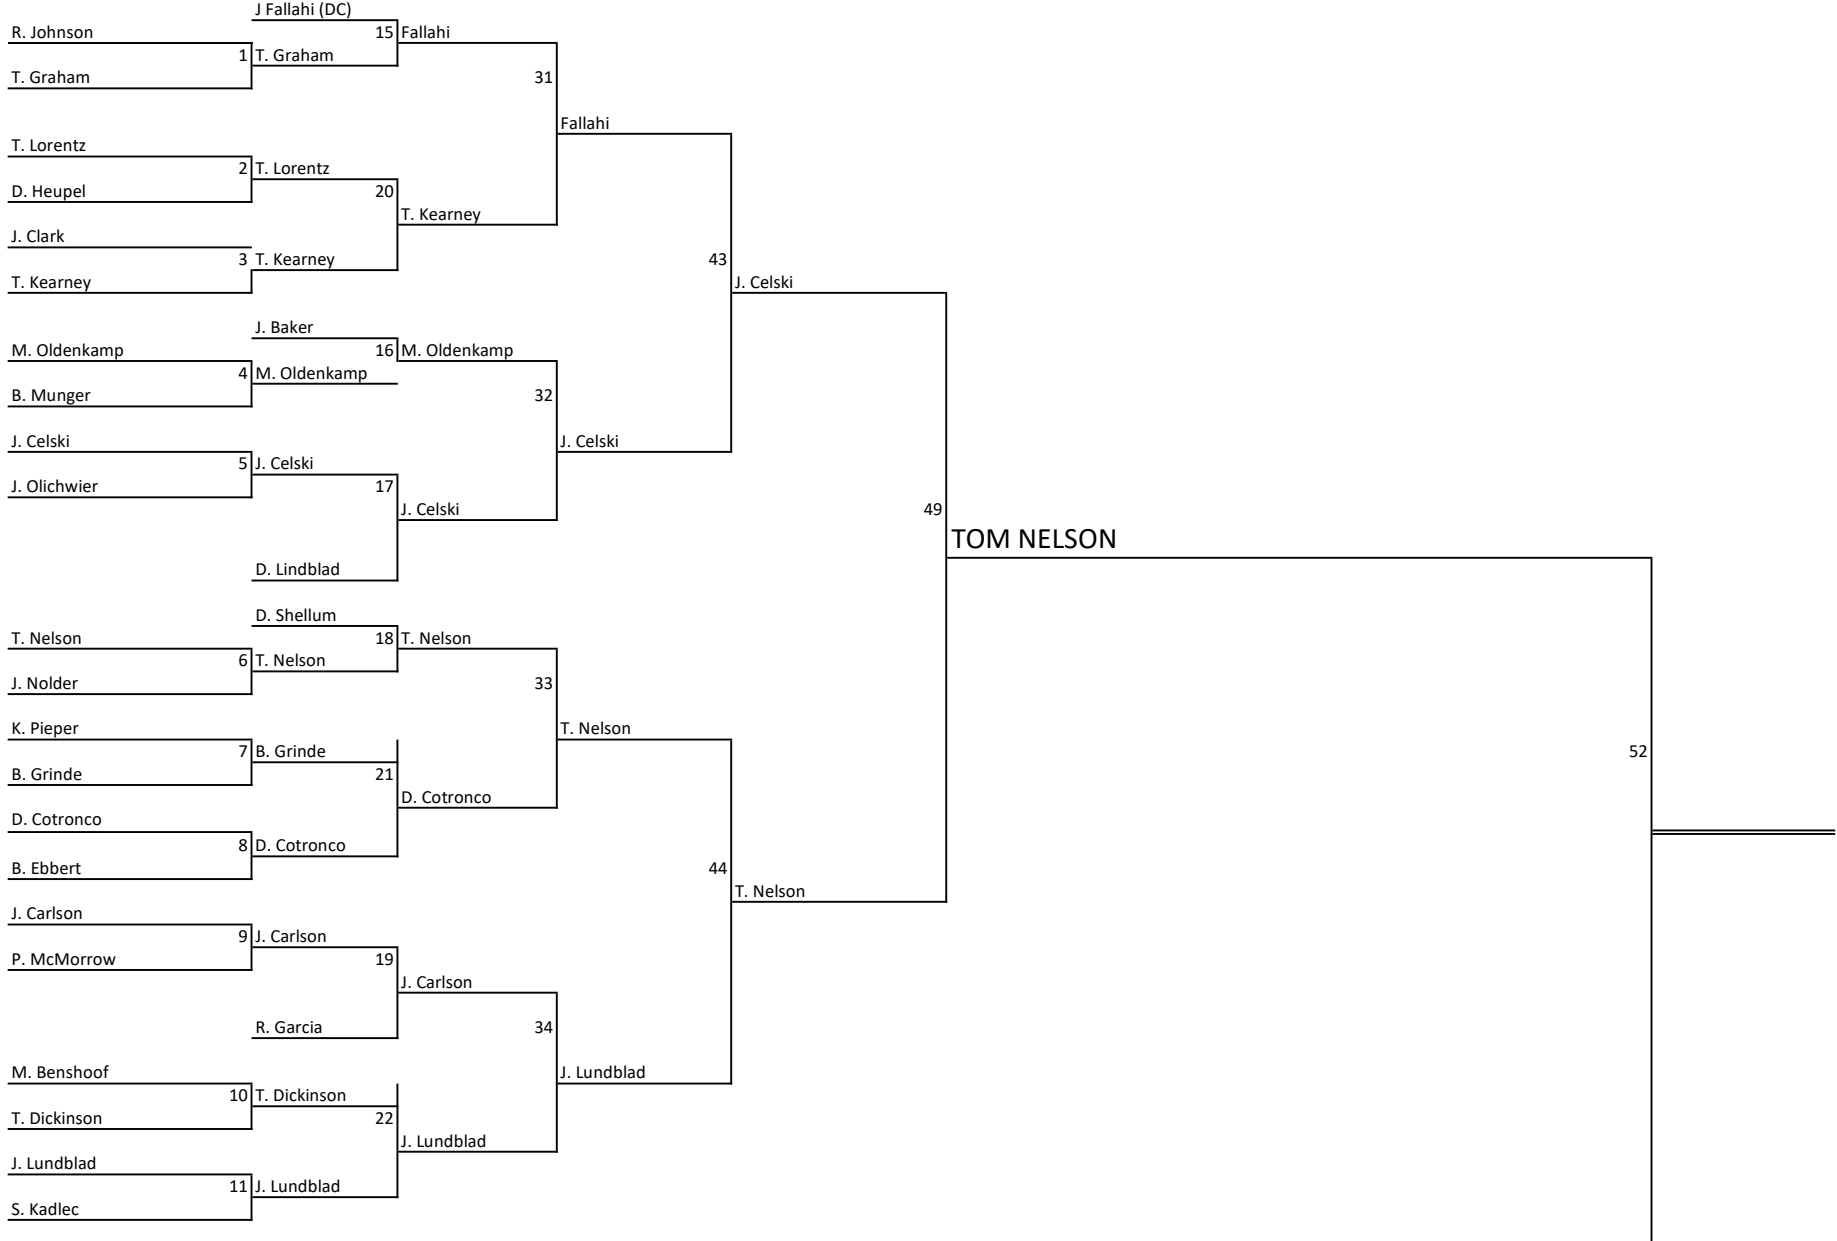 J Fallahi (DC)
R. Johnson
15 Fallahi
1 T. Graham
T. Graham
31
Fallahi
T. Lorentz
2 T. Lorentz
D. Heupel
20
T. Kearney
J. Clark
3 T. Kearney
43
T. Kearney
J. Celski
J. Baker
M. Oldenkamp
16 M. Oldenkamp
4 M. Oldenkamp
B. Munger
32
J. Celski
J. Celski
5 J. Celski
J. Olichwier
17
J. Celski
49
TOM NELSON
D. Lindblad
D. Shellum
T. Nelson
18 T. Nelson
6 T. Nelson
J. Nolder
33
K. Pieper
T. Nelson
7 B. Grinde
52
B. Grinde
21
D. Cotronco
D. Cotronco
8 D. Cotronco
B. Ebbert
44
T. Nelson
J. Carlson
9 J. Carlson
P. McMorrow
19
J. Carlson
R. Garcia
34
M. Benshoof
J. Lundblad
10 T. Dickinson
T. Dickinson
22
J. Lundblad
J. Lundblad
11 J. Lundblad
S. Kadlec